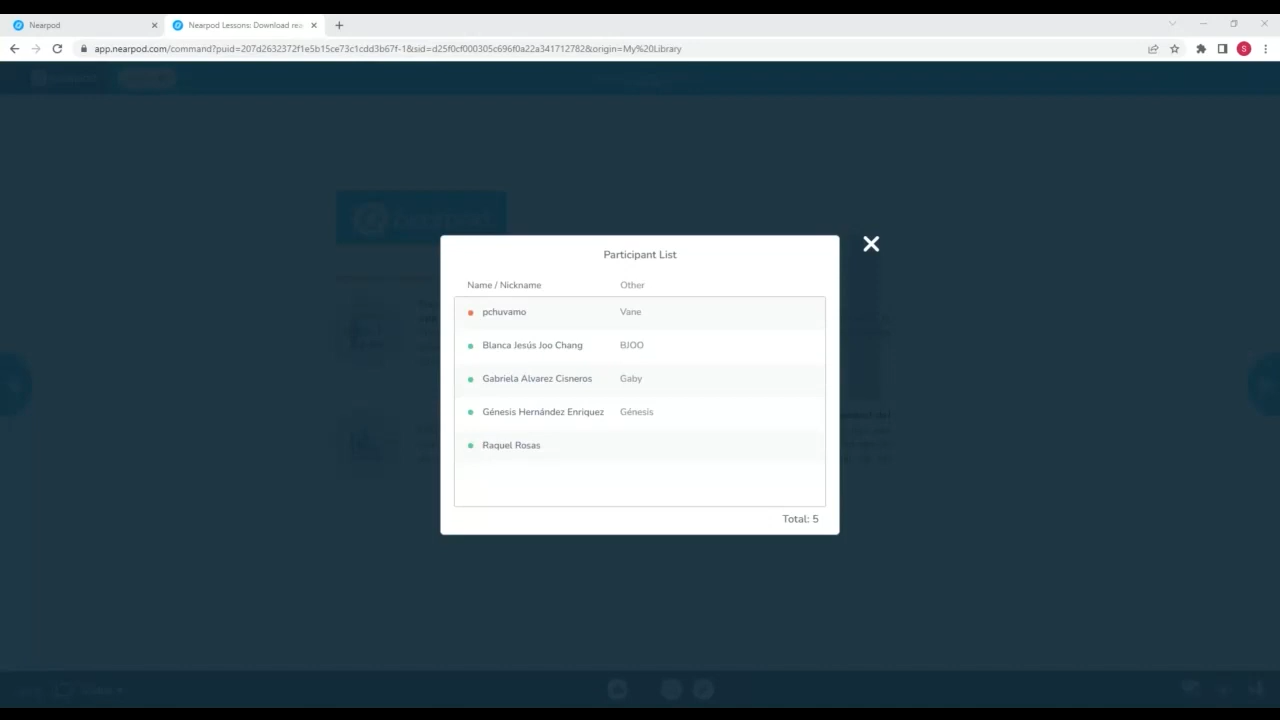 Nearpod
Nearpod Lessons: Download rea
app.nearpod.com/command?puid=207d2632372f1e5b15ce73c1cdd3b67f-1&sid=d25f0cf000305c696f0a22a341712782&origin=My%20Library
S
Participant List
Name / Nickname Other
pchuvamo Vane
Blanca Jesús Joo Chang BJOO
Gabriela Alvarez Cisneros Gaby
Génesis Hernández Enriquez Génesis
Raquel Rosas
Total: 5